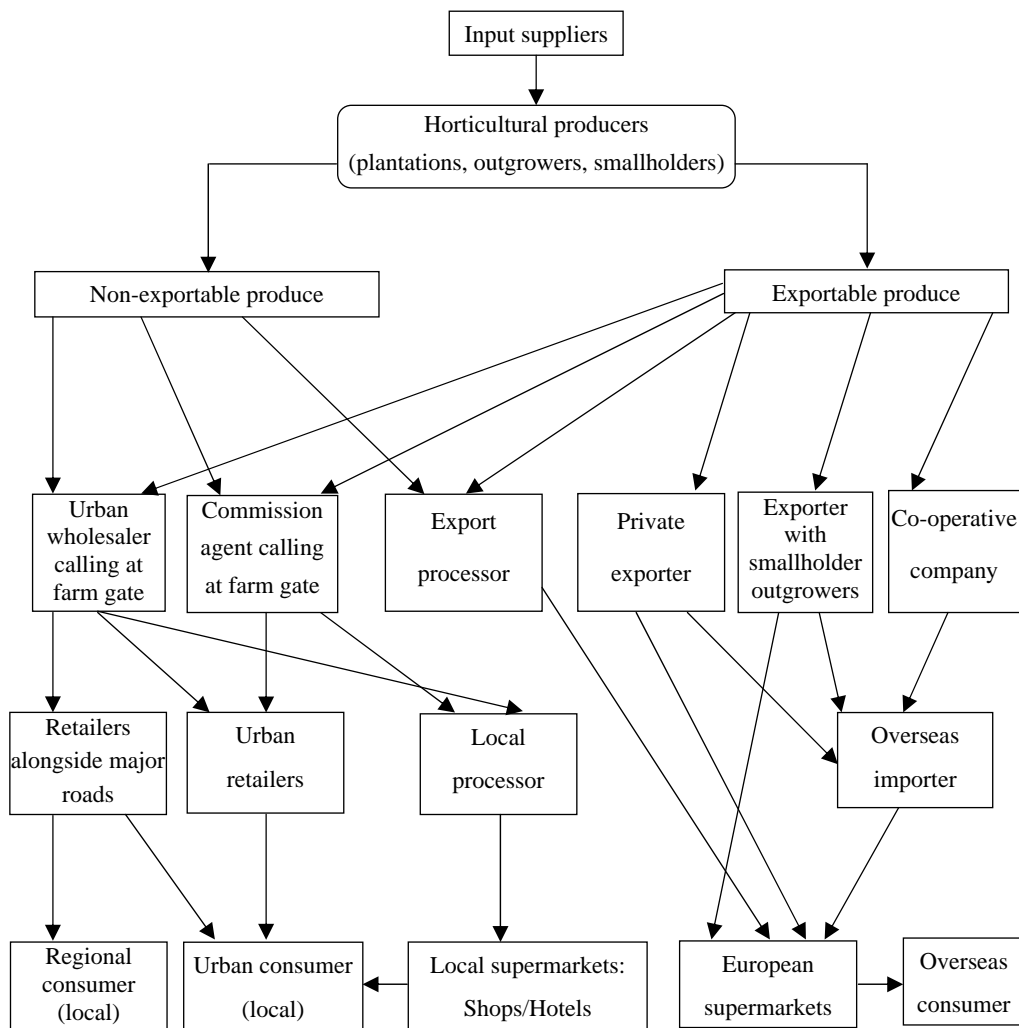 Input suppliers
Horticultural producers
(plantations, outgrowers, smallholders)
Non-exportable produce
Exportable produce
Urban
wholesaler
calling at
farm gate
Commission
agent calling
at farm gate
Export
processor
Private
exporter
Exporter
with
smallholder
outgrowers
Co-operative
company
Retailers
alongside major
roads
Urban
retailers
Local
processor
Overseas
importer
Regional
consumer
(local)
Urban consumer
(local)
Local supermarkets:
Shops/Hotels
European
supermarkets
Overseas
consumer